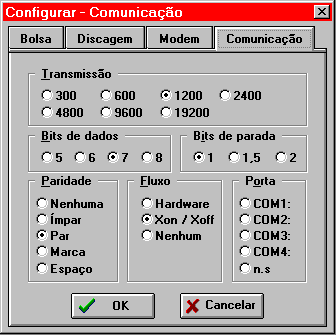 Configurar - Comunicação
Bolsa Discagem Modem Comunicação
Transmissão
300 600 1200 2400
4800 9600 19200
Bits de dados Bits de parada
5 6 7 8 1 1,5 2
Paridade Fluxo Porta
Nenhuma Hardware COM1:
Ímpar Xon / Xoff COM2:
Par Nenhum COM3:
Marca COM4:
Espaço n.s
OK Cancelar